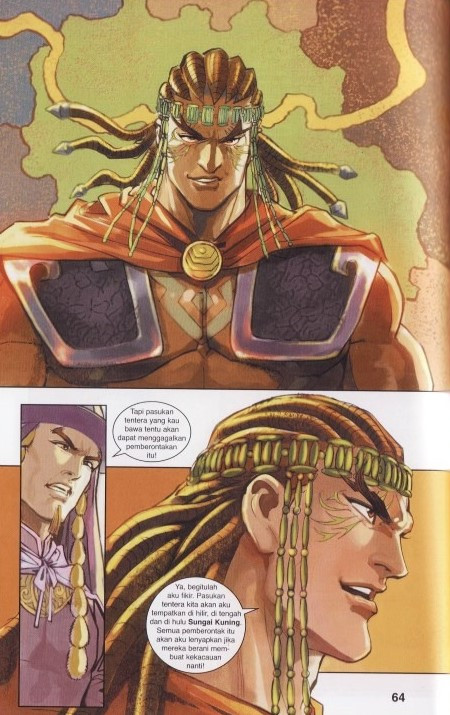 Tapi pasukan
tentera yang kau
bawa tentu akan
dapat menggagalkan
pemberontakan
itu!
Ya, begitulah
aku fikir. Pasukan
tentera kita akan aku
tempatkan di hilir, di tengah
dan di hulu Sungai Kuning.
Semua pemberontak itu
akan aku lenyapkan jika
mereka berani mem-
buat kekacauan
nanti!
64